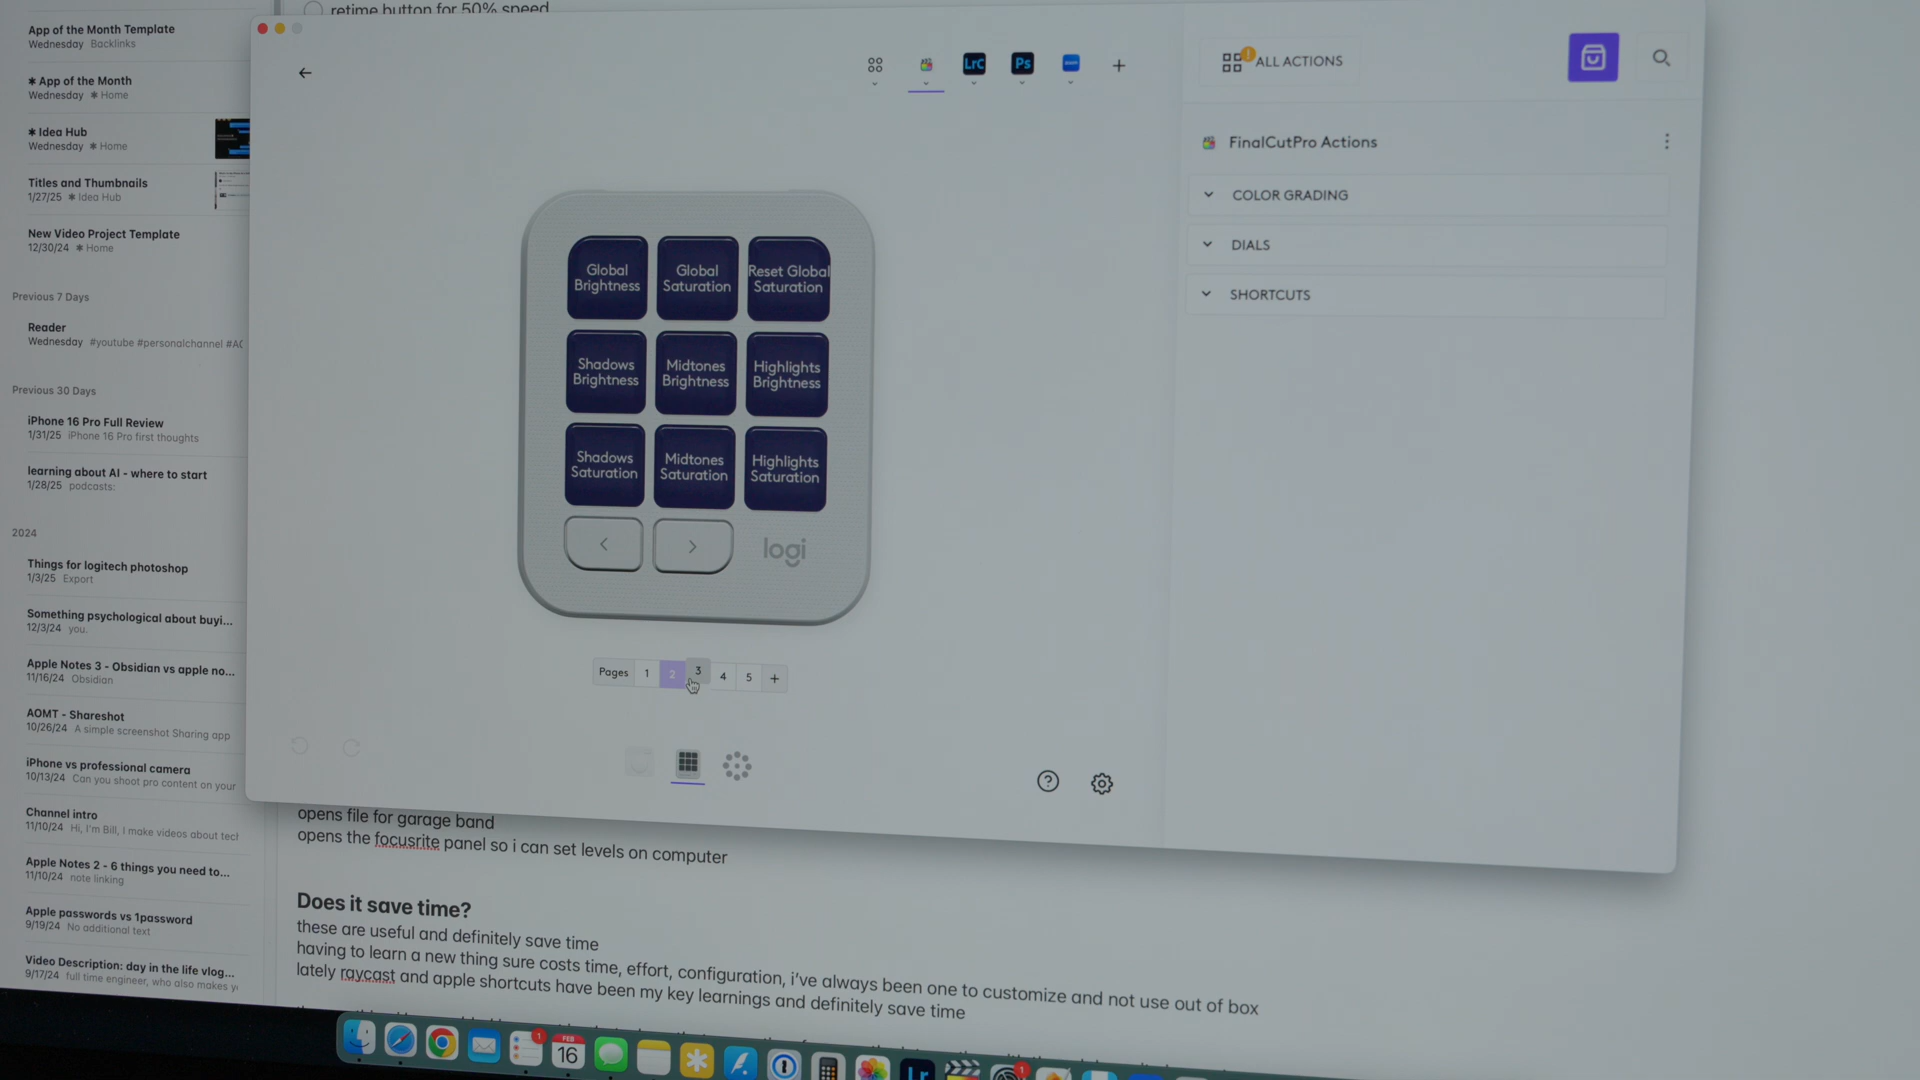 retime button for 50% speed
App of the Month Template
Wednesday Backlinks
✱ App of the Month
Wednesday ✱ Home
✱ Idea Hub
Wednesday ✱ Home
Titles and Thumbnails
1/27/25 ✱ Idea Hub
New Video Project Template
12/30/24 ✱ Home
Previous 7 Days
Reader
Wednesday #youtube #personalchannel
Previous 30 Days
iPhone 16 Pro Full Review
1/31/25 iPhone 16 Pro first thoughts
learning about AI - where to start
1/28/25 podcasts:
2024
Things for logitech photoshop
1/3/25 Export
Something psychological about buyi...
12/3/24 you.
Apple Notes 3 - Obsidian vs apple no...
11/16/24 Obsidian
AOMT - Shareshot
10/26/24 A simple screenshot Sharing app
iPhone vs professional camera
10/13/24 Can you shoot pro content on your
Channel intro
11/10/24 Hi, I'm Bill, I make videos about tech
Apple Notes 2 - 6 things you need to...
11/10/24 note linking
Apple passwords vs 1password
9/19/24 No additional text
Video Description: day in the life vlog...
9/17/24 full time engineer, who also makes
LrC
Ps
ALL ACTIONS
FinalCutPro Actions
COLOR GRADING
DIALS
SHORTCUTS
Global Brightness
Global Saturation
Reset Global Saturation
Shadows Brightness
Midtones Brightness
Highlights Brightness
Shadows Saturation
Midtones Saturation
Highlights Saturation
logi
Pages 1 2 3 4 5 +
opens file for garage band
opens the focusrite panel so i can set levels on computer
Does it save time?
these are useful and definitely save time
having to learn a new thing sure costs time, effort, configuration, i've always been one to customize and not use out of box
lately raycast and apple shortcuts have been my key learnings and definitely save time
1
FEB
16
Lr
1